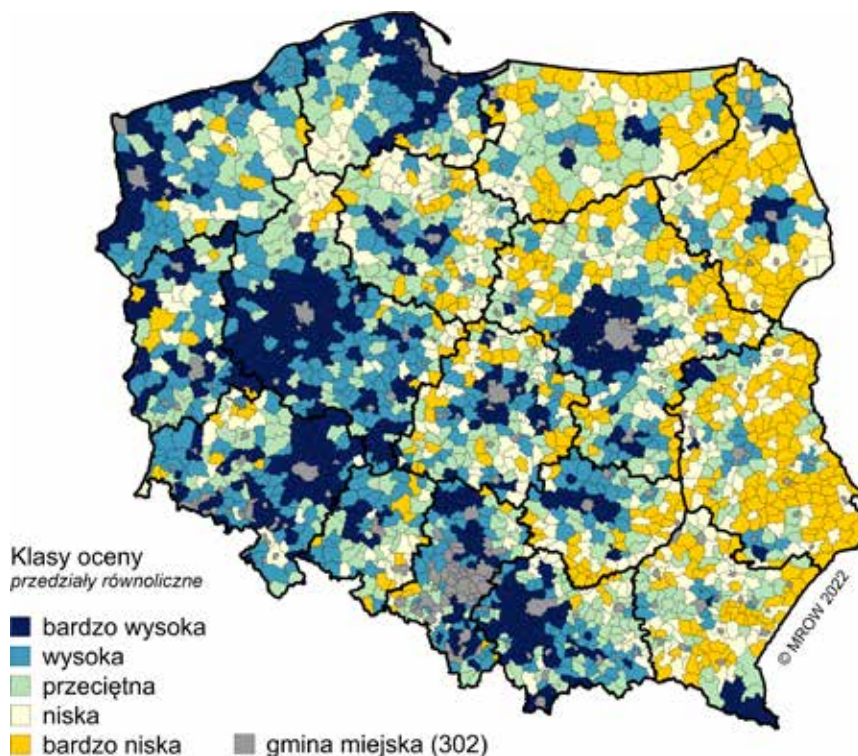 Klasy oceny
przedziały równoliczne
bardzo wysoka
wysoka
przeciętna
niska
bardzo niska
gmina miejska (302)
© MROW 2022